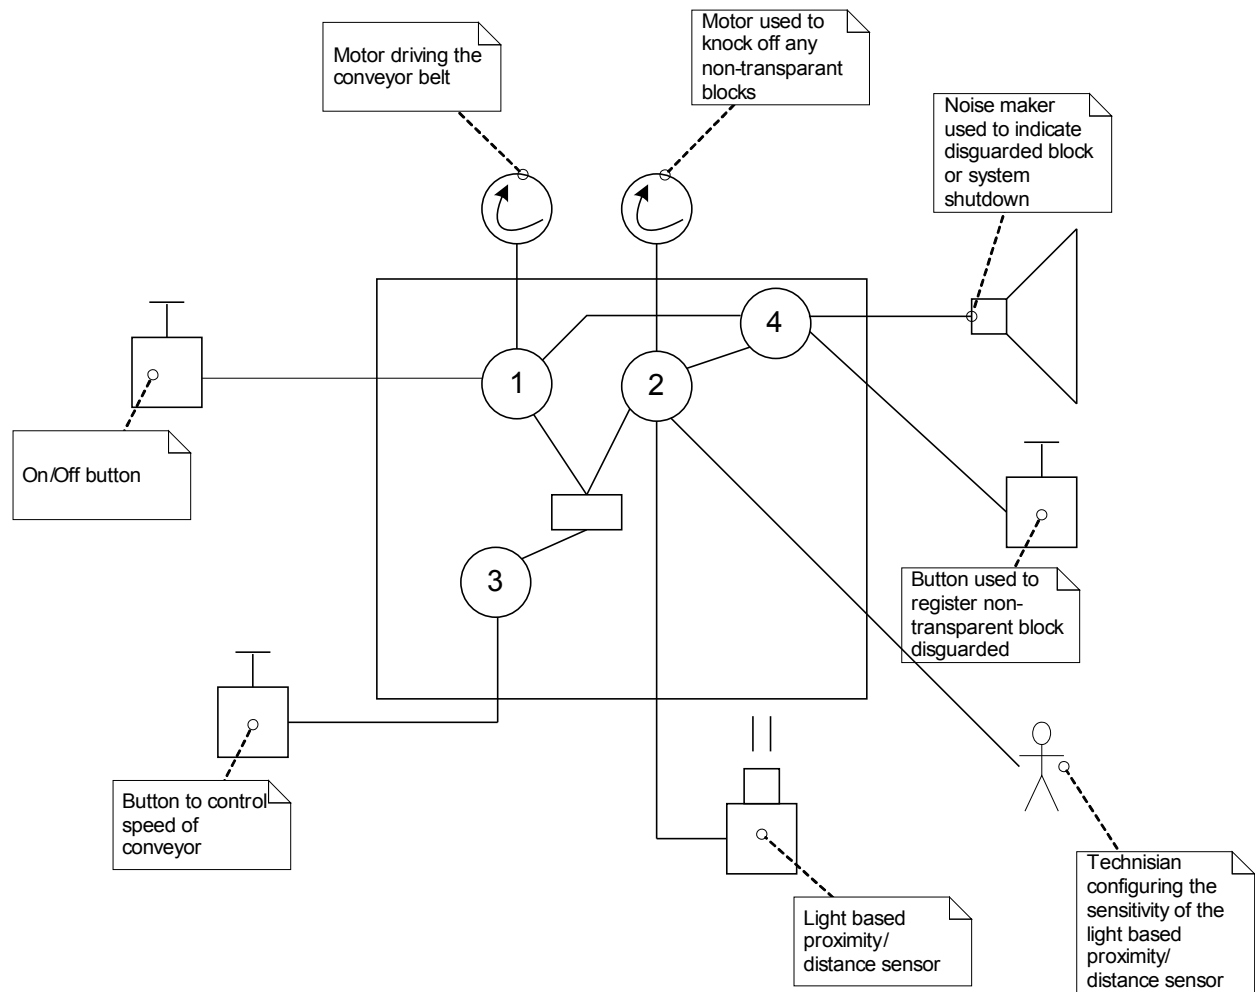 Motor driving the
conveyor belt
Motor used to
knock off any
non-transparant
blocks
Noise maker
used to indicate
disguarded block
or system
shutdown
4
1
2
On/Off button
3
Button used to
register non-
transparent block
disguarded
Button to control
speed of
conveyor
Light based
proximity/
distance sensor
Technisian
configuring the
sensitivity of the
light based
proximity/
distance sensor